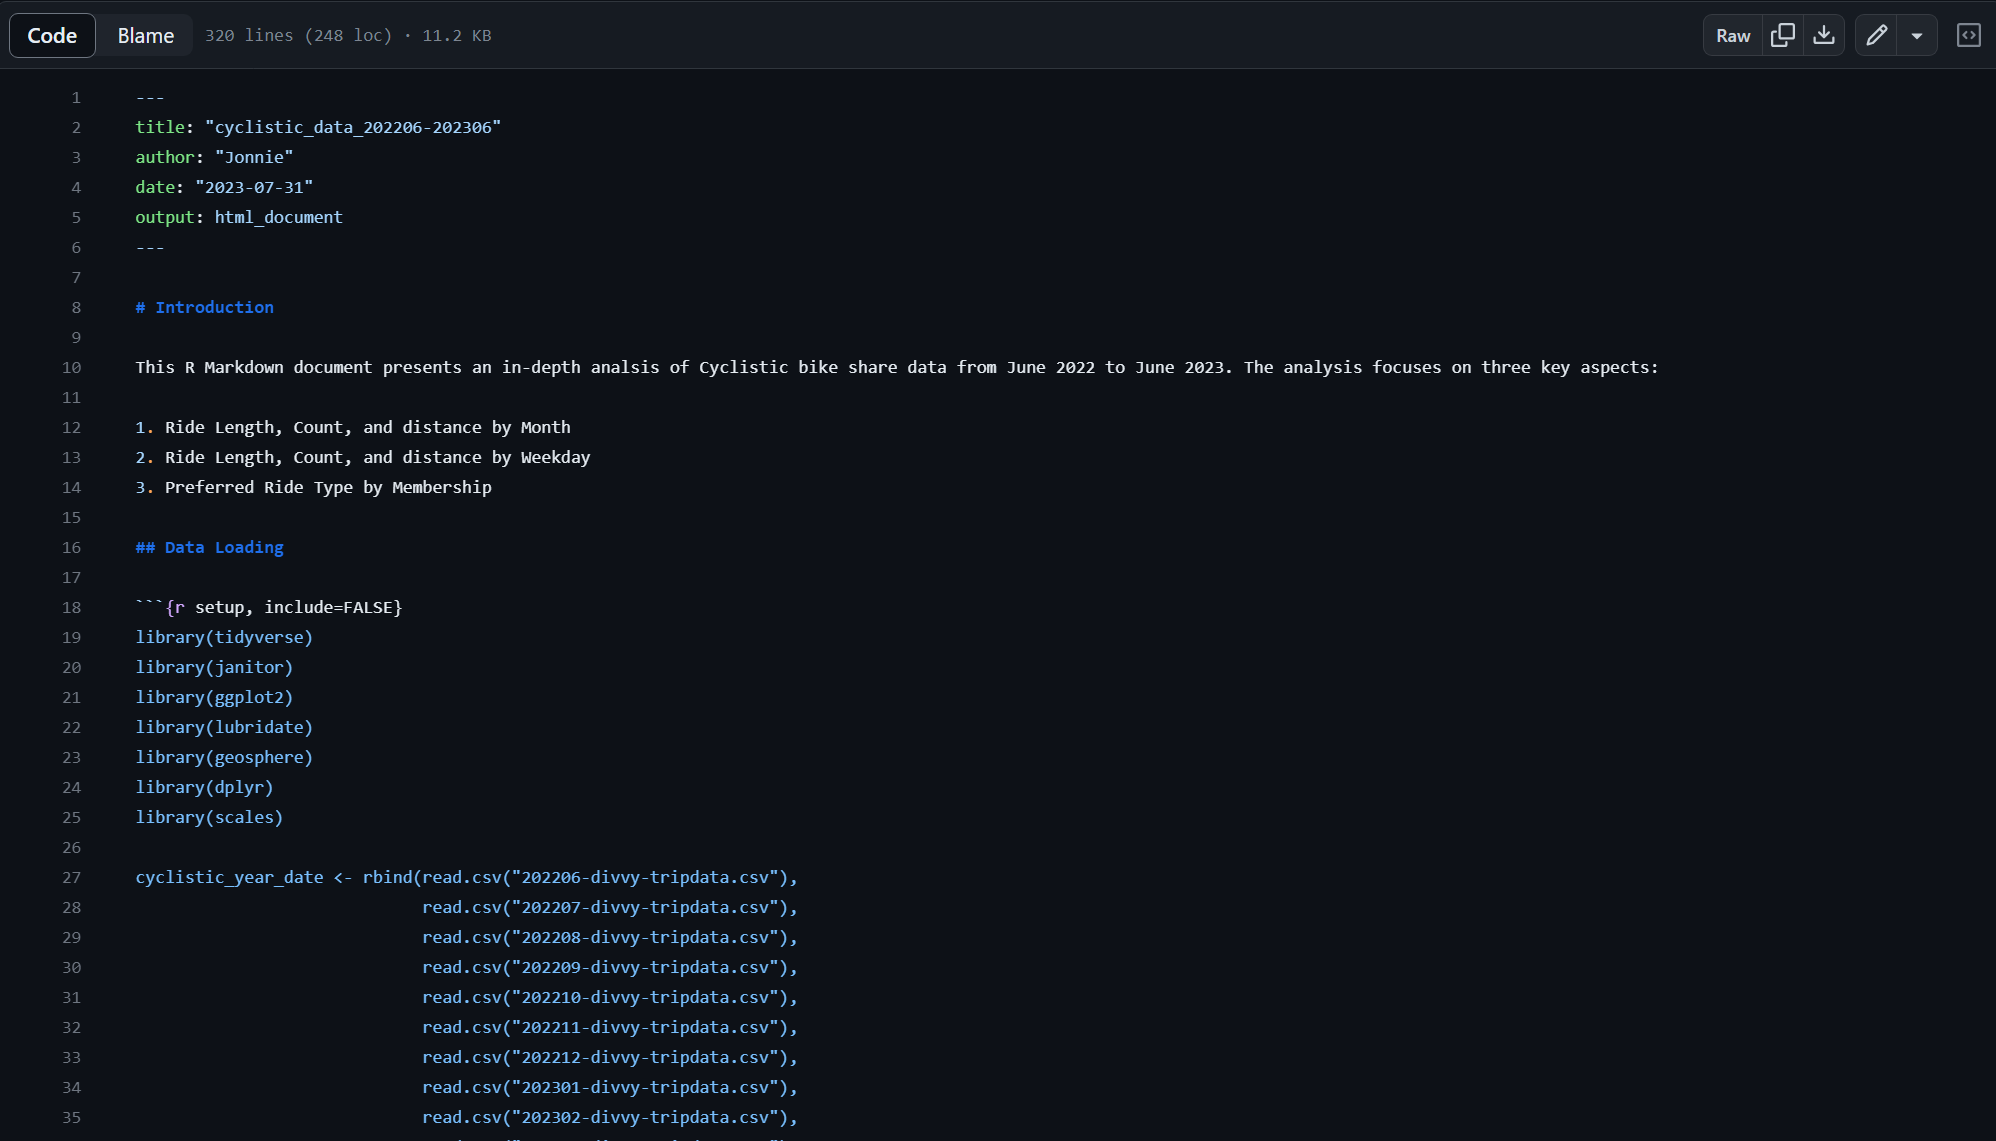 Code Blame 320 lines (248 loc) · 11.2 KB Raw
1 ---
2 title: "cyclistic_data_202206-202306"
3 author: "Jonnie"
4 date: "2023-07-31"
5 output: html_document
6 ---
7
8 # Introduction
9
10 This R Markdown document presents an in-depth analsis of Cyclistic bike share data from June 2022 to June 2023. The analysis focuses on three key aspects:
11
12 1. Ride Length, Count, and distance by Month
13 2. Ride Length, Count, and distance by Weekday
14 3. Preferred Ride Type by Membership
15
16 ## Data Loading
17
18 ```{r setup, include=FALSE}
19 library(tidyverse)
20 library(janitor)
21 library(ggplot2)
22 library(lubridate)
23 library(geosphere)
24 library(dplyr)
25 library(scales)
26
27 cyclistic_year_date <- rbind(read.csv("202206-divvy-tripdata.csv"),
28 read.csv("202207-divvy-tripdata.csv"),
29 read.csv("202208-divvy-tripdata.csv"),
30 read.csv("202209-divvy-tripdata.csv"),
31 read.csv("202210-divvy-tripdata.csv"),
32 read.csv("202211-divvy-tripdata.csv"),
33 read.csv("202212-divvy-tripdata.csv"),
34 read.csv("202301-divvy-tripdata.csv"),
35 read.csv("202302-divvy-tripdata.csv"),